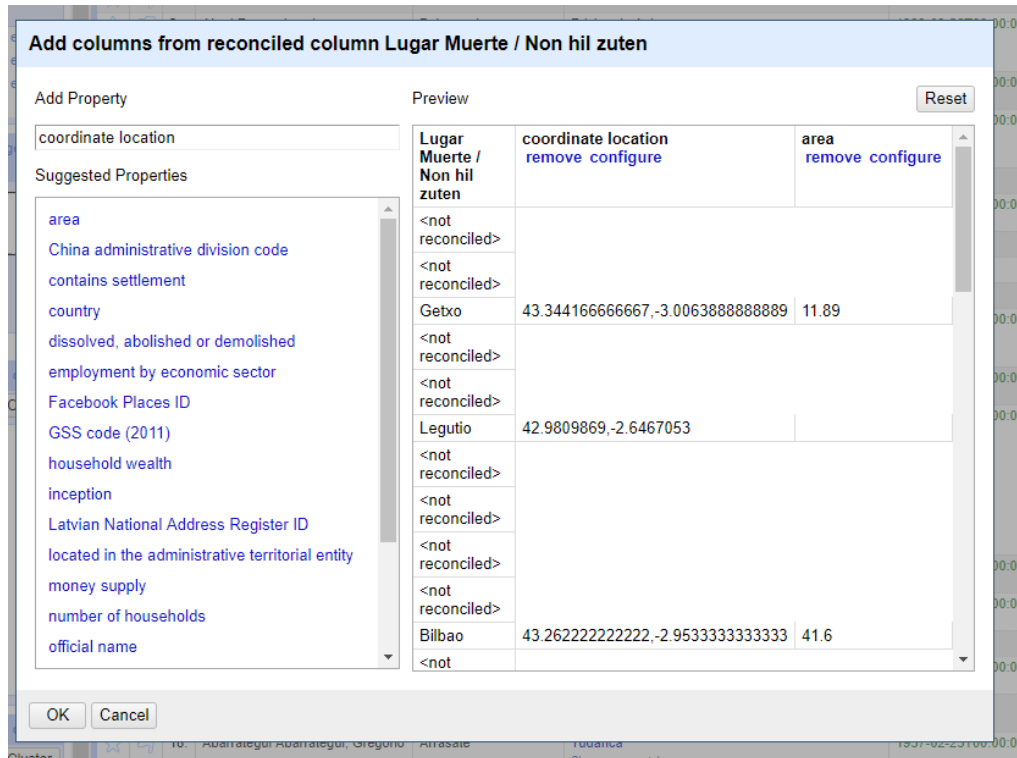 Add columns from reconciled column Lugar Muerte / Non hil zuten
Add Property
Preview
Reset
coordinate location
Suggested Properties
area
China administrative division code
contains settlement
country
dissolved, abolished or demolished
employment by economic sector
Facebook Places ID
GSS code (2011)
household wealth
inception
Latvian National Address Register ID
located in the administrative territorial entity
money supply
number of households
official name
Lugar
Muerte /
Non hil
zuten
coordinate location
remove configure
area
remove configure
<not
reconciled>
<not
reconciled>
Getxo 43.344166666667,-3.0063888888889 11.89
<not
reconciled>
<not
reconciled>
Legutio 42.9809869,-2.6467053
<not
reconciled>
<not
reconciled>
<not
reconciled>
<not
reconciled>
Bilbao 43.262222222222,-2.9533333333333 41.6
<not
OK Cancel